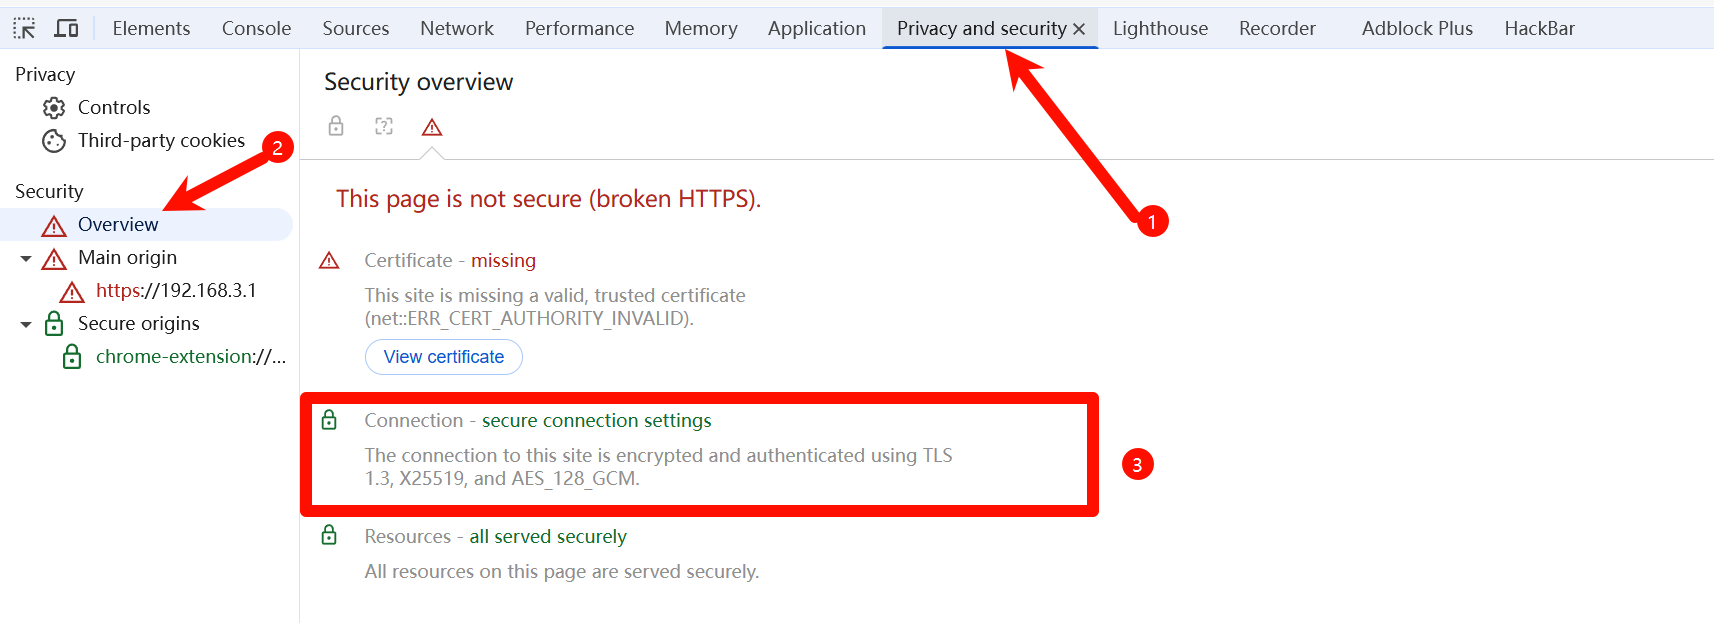 Elements Console Sources Network Performance Memory Application Privacy and security Lighthouse Recorder Adblock Plus HackBar
Privacy
Controls
Third-party cookies
2
Security
Overview
Main origin
https://192.168.3.1
Secure origins
chrome-extension://...
Security overview
1
This page is not secure (broken HTTPS).
Certificate - missing
This site is missing a valid, trusted certificate
(net::ERR_CERT_AUTHORITY_INVALID).
View certificate
Connection - secure connection settings
The connection to this site is encrypted and authenticated using TLS
1.3, X25519, and AES_128_GCM.
3
Resources - all served securely
All resources on this page are served securely.